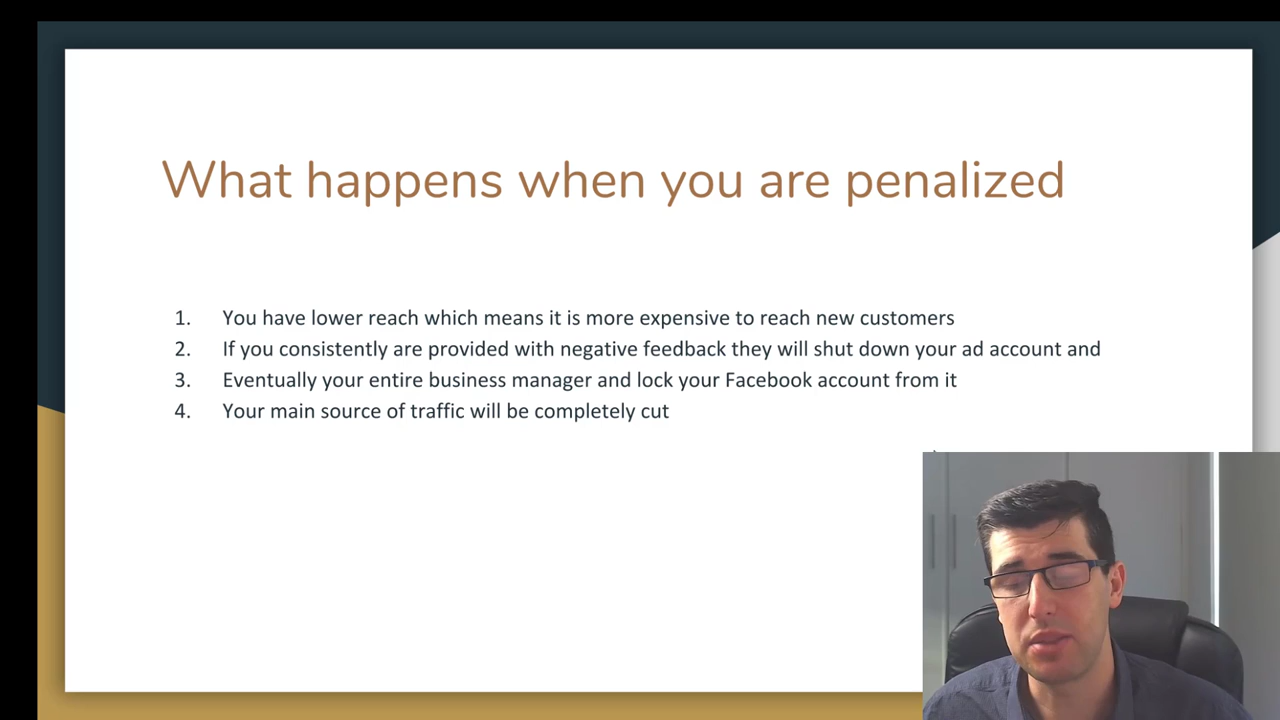 What happens when you are penalized
1. You have lower reach which means it is more expensive to reach new customers
2. If you consistently are provided with negative feedback they will shut down your ad account and
3. Eventually your entire business manager and lock your Facebook account from it
4. Your main source of traffic will be completely cut